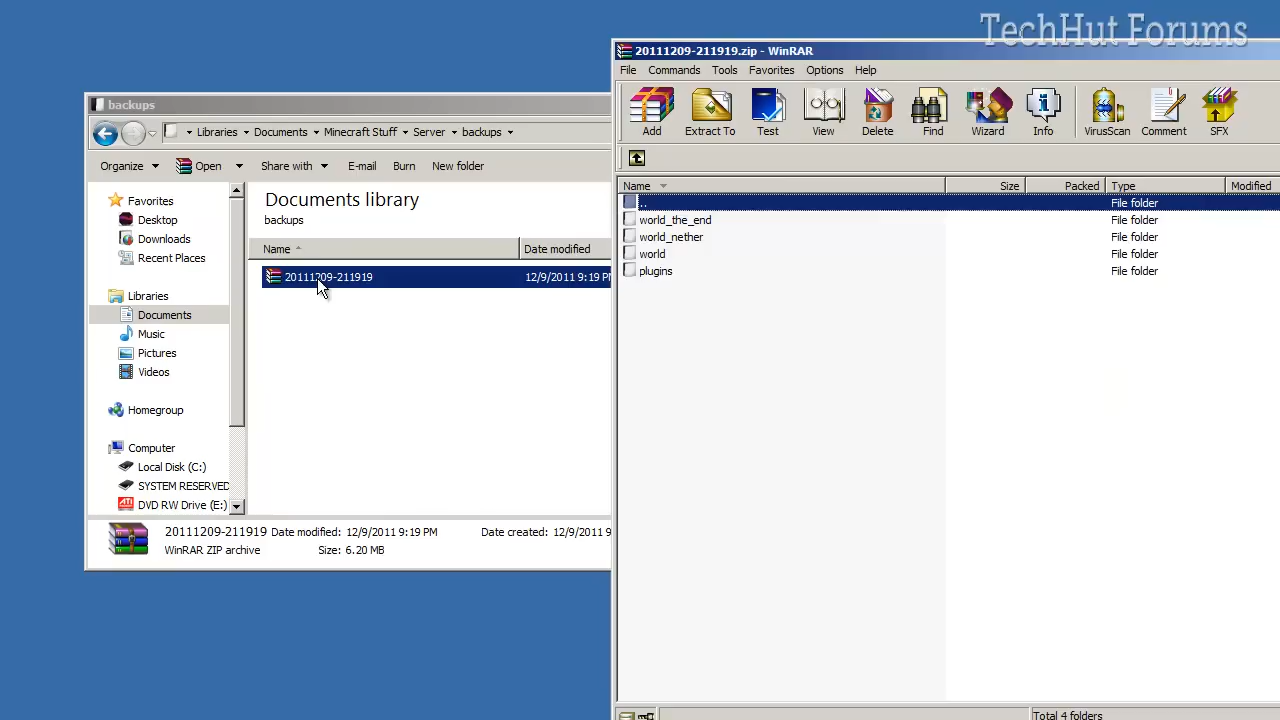 TechHut Forums
20111209-211919.zip - WinRAR
File Commands Tools Favorites Options Help
Add Extract To Test View Delete Find Wizard Info VirusScan Comment SFX
Name Size Packed Type Modified
.. File folder
world_the_end File folder
world_nether File folder
world File folder
plugins File folder
Total 4 folders
backups
Libraries Documents Minecraft Stuff Server backups
Organize Open Share with E-mail Burn New folder
Favorites
Desktop
Downloads
Recent Places
Libraries
Documents
Music
Pictures
Videos
Homegroup
Computer
Local Disk (C:)
SYSTEM RESERVED
DVD RW Drive (E:)
Documents library
backups
Name Date modified
20111209-211919 12/9/2011 9:19 PM
20111209-211919 Date modified: 12/9/2011 9:19 PM Date created: 12/9/2011 9
WinRAR ZIP archive Size: 6.20 MB